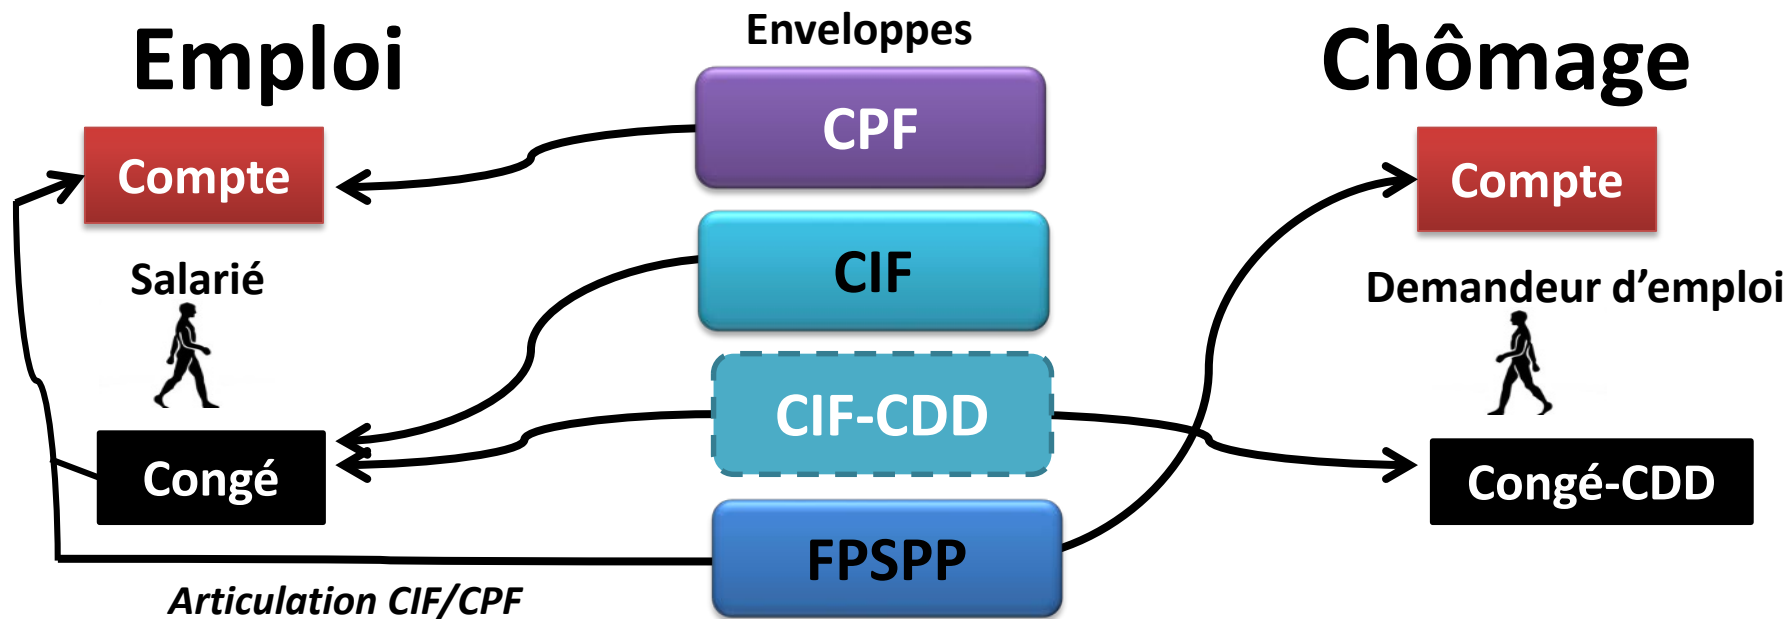 Emploi
Enveloppes
Chômage
CPF
Compte
Compte
CIF
Salarié
Demandeur d'emploi
CIF-CDD
Congé
Congé-CDD
FPSPP
Articulation CIF/CPF